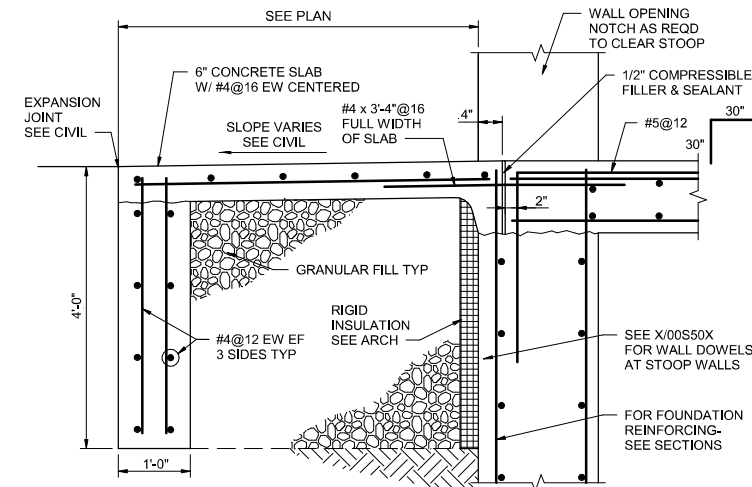 SEE PLAN
WALL OPENING
NOTCH AS REQD
TO CLEAR STOOP
6" CONCRETE SLAB
W/ #4@16 EW CENTERED
1/2" COMPRESSIBLE
FILLER & SEALANT
EXPANSION
JOINT
SEE CIVIL
#4 x 3'-4"@16
FULL WIDTH
OF SLAB
4"
#5@12
30"
30"
SLOPE VARIES
SEE CIVIL
2"
GRANULAR FILL TYP
4'-0"
RIGID
INSULATION
SEE ARCH
#4@12 EW EF
3 SIDES TYP
SEE X/00S50X
FOR WALL DOWELS
AT STOOP WALLS
FOR FOUNDATION
REINFORCING-
SEE SECTIONS
1'-0"